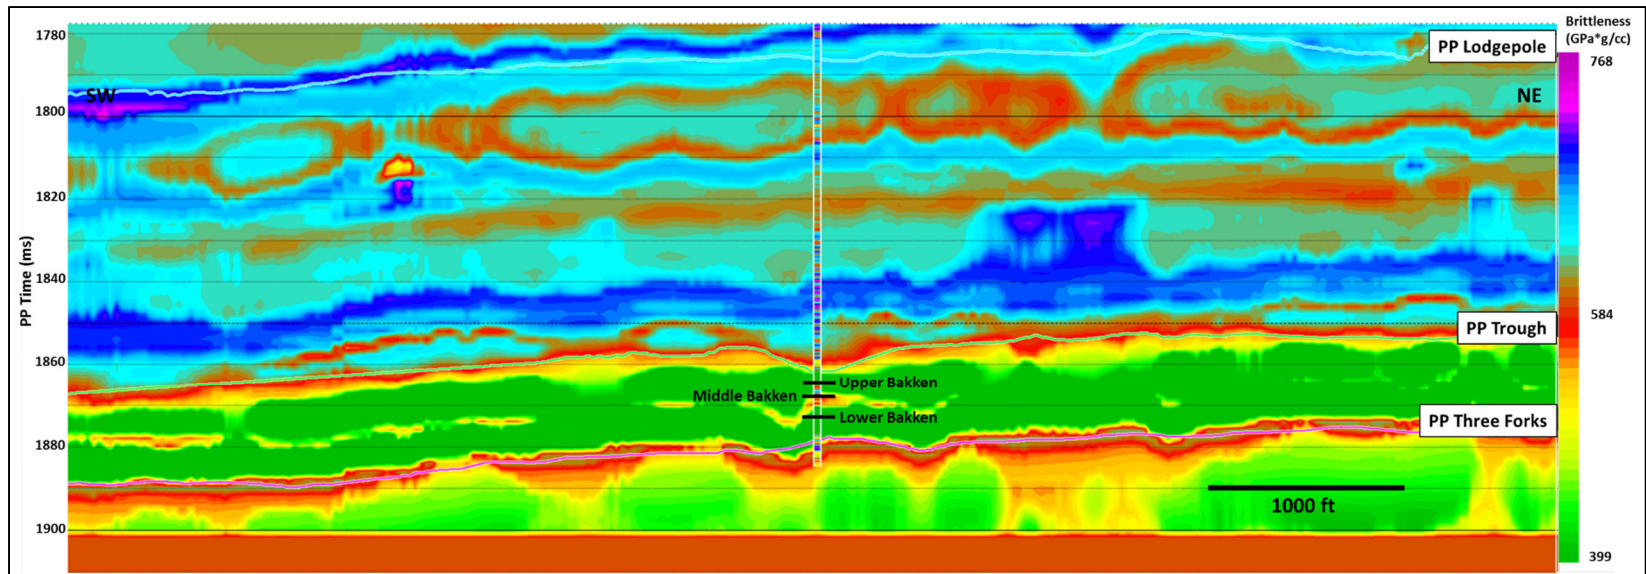 Brittleness
(GPa*g/cc)
768
584
399
PP Time (ms)
1780
1800
1820
1840
1860
1880
1900
SW
NE
PP Lodgepole
PP Trough
PP Three Forks
Upper Bakken
Middle Bakken
Lower Bakken
1000 ft